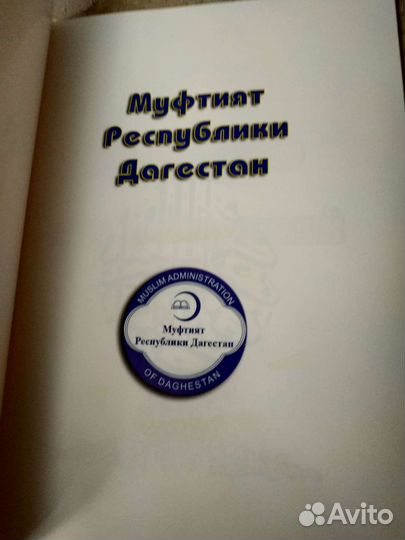 Муфтият
Республики
Дагестан
MUSLIM ADMINISTRATION
Муфтият
Республики Дагестан
OF DAGHESTAN
Avito